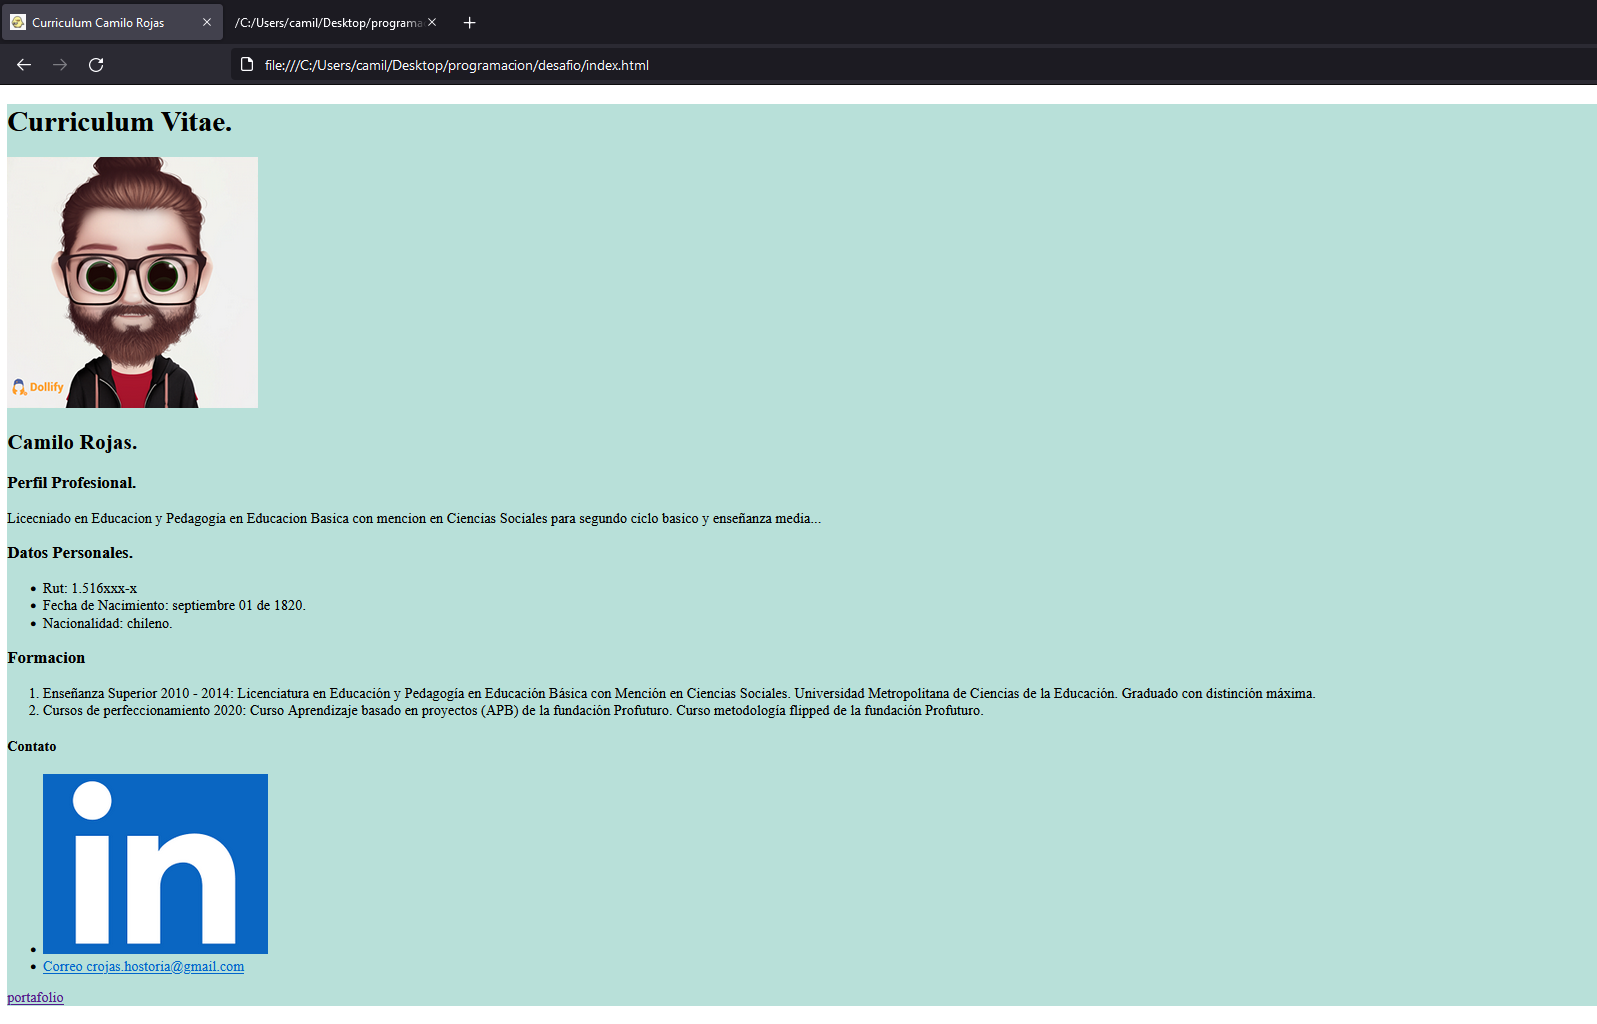 Curriculum Camilo Rojas
/C:/Users/camil/Desktop/programa
file:///C:/Users/camil/Desktop/programacion/desafio/index.html
Curriculum Vitae.
Dollify
Camilo Rojas.
Perfil Profesional.
Licecniado en Educacion y Pedagogia en Educacion Basica con mencion en Ciencias Sociales para segundo ciclo basico y enseñanza media...
Datos Personales.
Rut: 1.516xxx-x
Fecha de Nacimiento: septiembre 01 de 1820.
Nacionalidad: chileno.
Formacion
1. Enseñanza Superior 2010 - 2014: Licenciatura en Educación y Pedagogía en Educación Básica con Mención en Ciencias Sociales. Universidad Metropolitana de Ciencias de la Educación. Graduado con distinción máxima.
2. Cursos de perfeccionamiento 2020: Curso Aprendizaje basado en proyectos (APB) de la fundación Profuturo. Curso metodología flipped de la fundación Profuturo.
Contato
in
Correo crojas.hostoria@gmail.com
portafolio